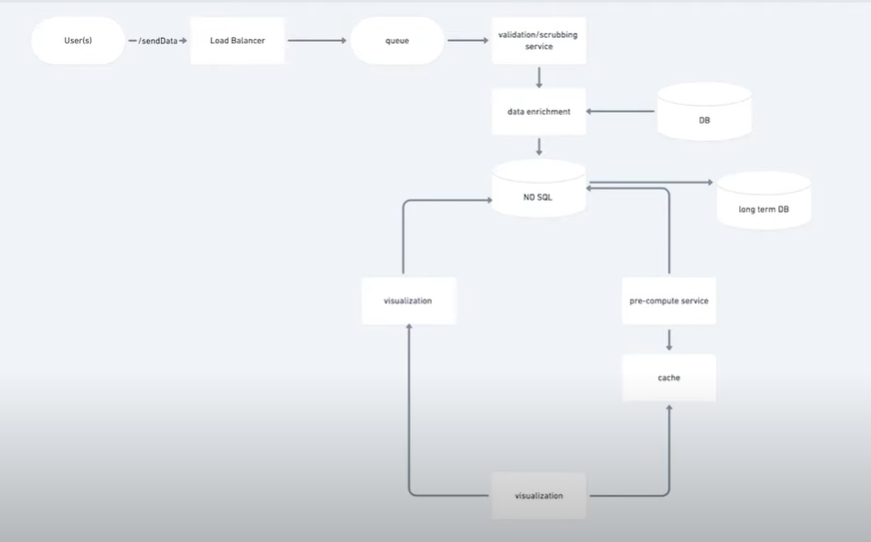 User(s)
/sendData
Load Balancer
queue
validation/scrubbing
service
data enrichment
DB
NO SQL
long term DB
visualization
pre-compute service
cache
visualization